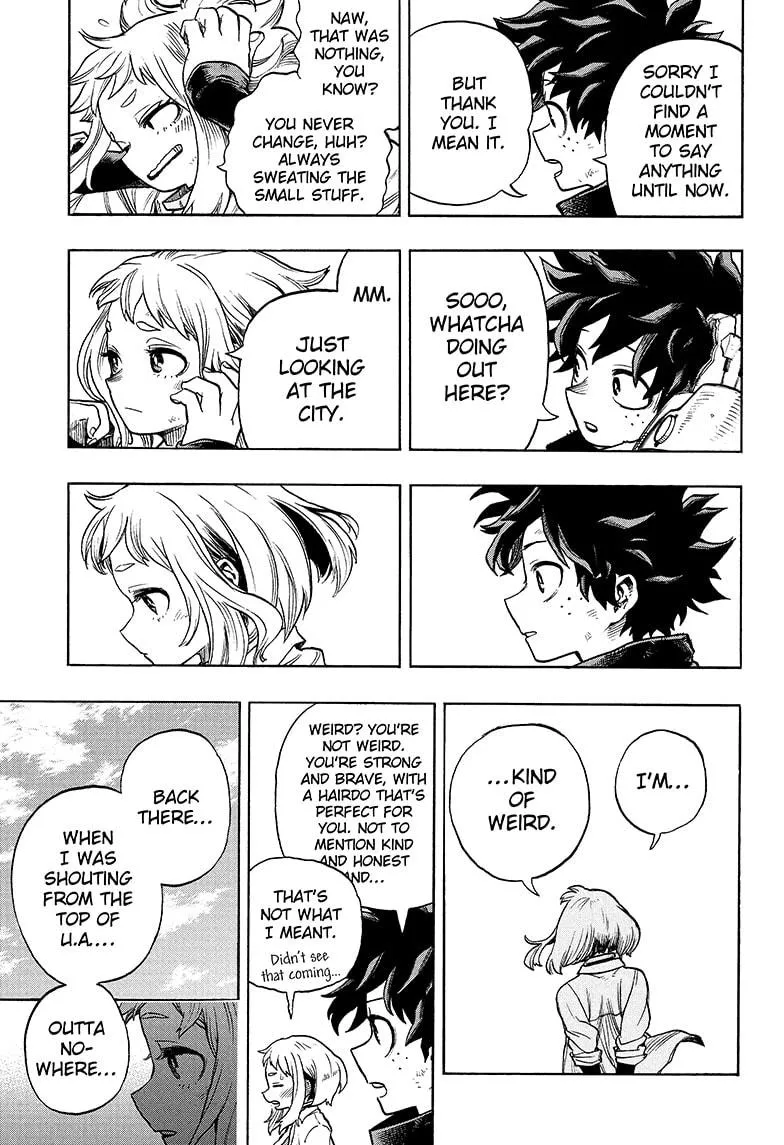 SORRY I
COULDN'T
FIND A
MOMENT
TO SAY
ANYTHING
UNTIL NOW.
BUT
THANK
YOU. I
MEAN IT.
NAW,
THAT WAS
NOTHING,
YOU
KNOW?
YOU NEVER
CHANGE, HUH?
ALWAYS
SWEATING THE
SMALL STUFF.
SOOO,
WHATCHA
DOING
OUT
HERE?
MM.
JUST
LOOKING
AT THE
CITY.
I'M...
...KIND
OF
WEIRD.
WEIRD? YOU'RE
NOT WEIRD.
YOU'RE STRONG
AND BRAVE, WITH
A HAIRDO THAT'S
PERFECT FOR
YOU. NOT TO
MENTION KIND
AND HONEST
AND...
THAT'S
NOT WHAT
I MEANT.
Didn't see
that coming...
BACK
THERE...
WHEN
I WAS
SHOUTING
FROM THE
TOP OF
U.A....
OUTTA
NO-
WHERE...